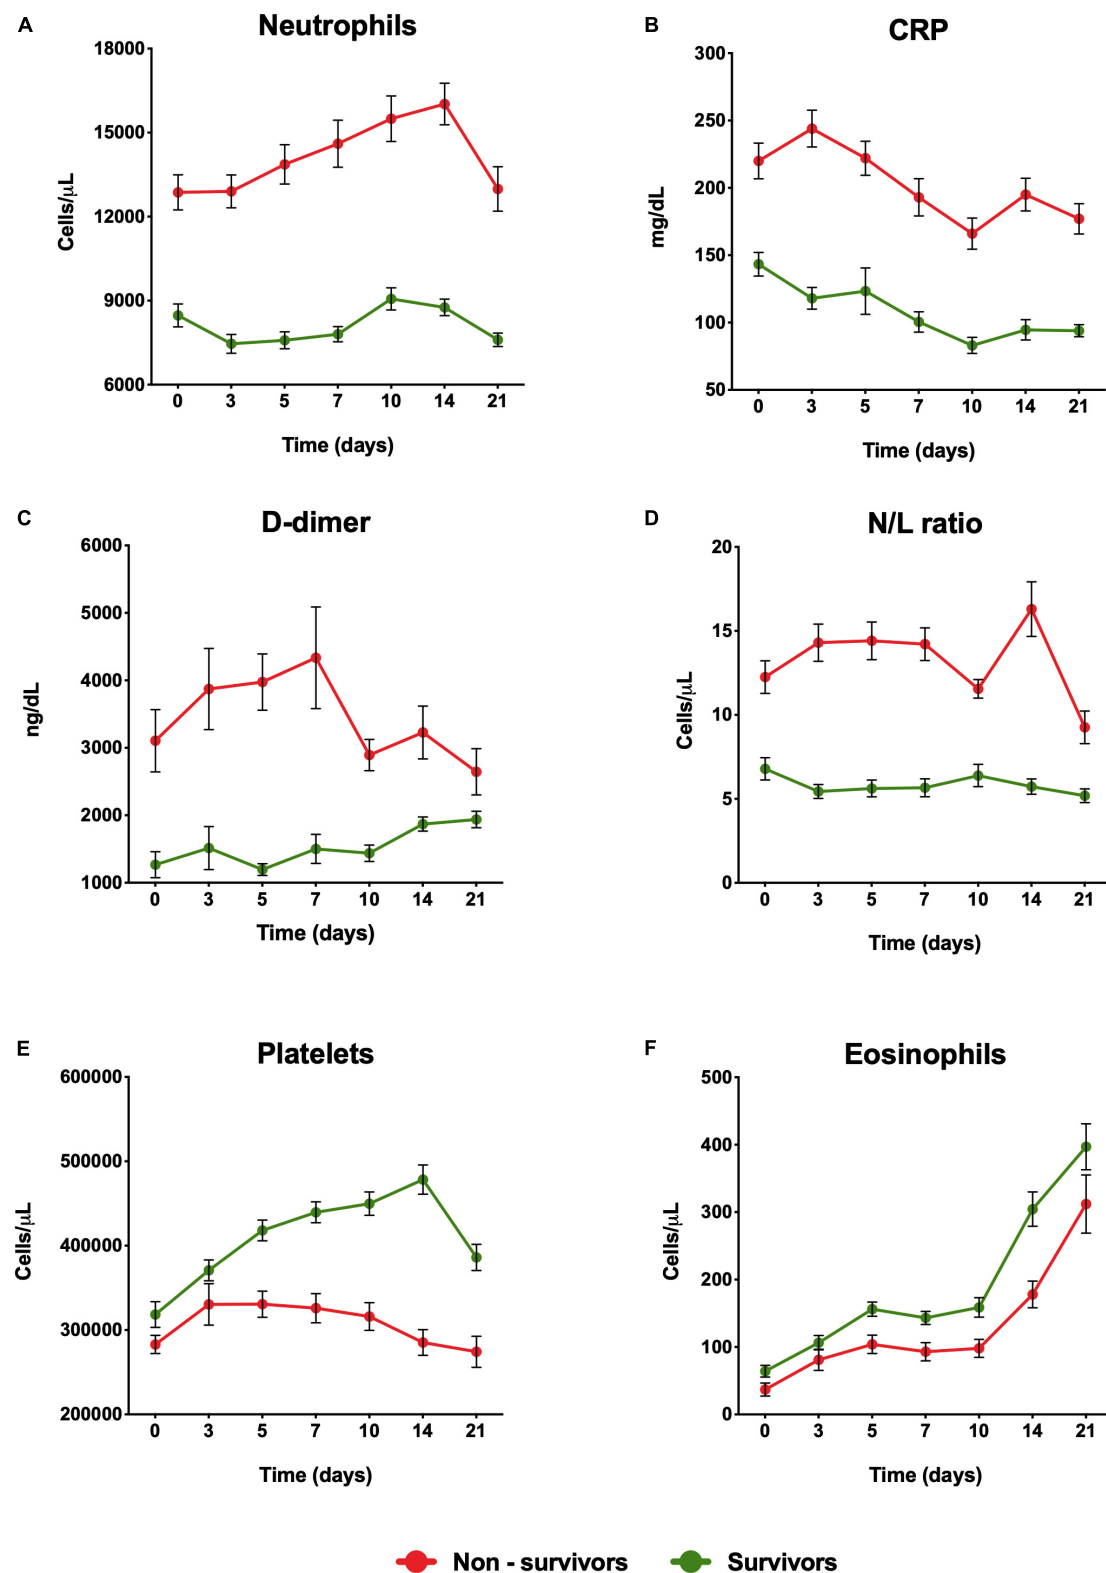 A
Neutrophils
18000
15000
12000
9000
6000
Cells/μL
0 3 5 7 10 14 21
Time (days)
B
CRP
300
250
200
150
100
50
mg/dL
0 3 5 7 10 14 21
Time (days)
C
D-dimer
6000
5000
4000
3000
2000
1000
ng/dL
0 3 5 7 10 14 21
Time (days)
D
N/L ratio
20
15
10
5
0
Cells/μL
0 3 5 7 10 14 21
Time (days)
E
Platelets
600000
500000
400000
300000
200000
Cells/μL
0 3 5 7 10 14 21
Time (days)
F
Eosinophils
500
400
300
200
100
0
Cells/μL
0 3 5 7 10 14 21
Time (days)
Non - survivors
Survivors